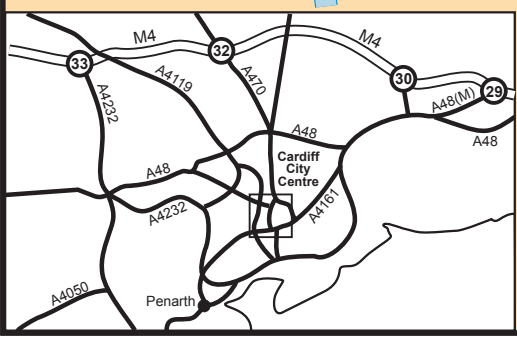 M4
M4
33
32
30
29
A4232
A4119
A470
A48(M)
A48
A48
Cardiff
City
Centre
A48
A4232
A4161
A4050
Penarth